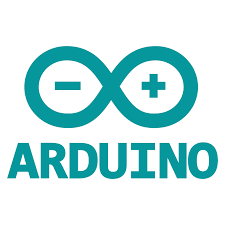 - +
ARDUINO